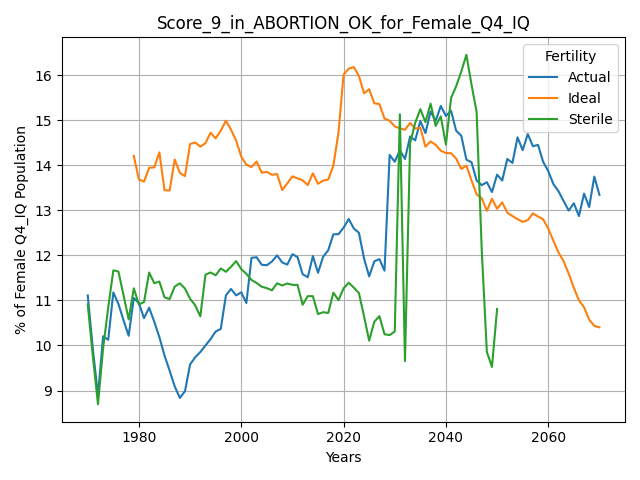 Score_9_in_ABORTION_OK_for_Female_Q4_IQ
Fertility
Actual
Ideal
Sterile
% of Female Q4_IQ Population
16
15
14
13
12
11
10
9
1980
2000
2020
2040
2060
Years